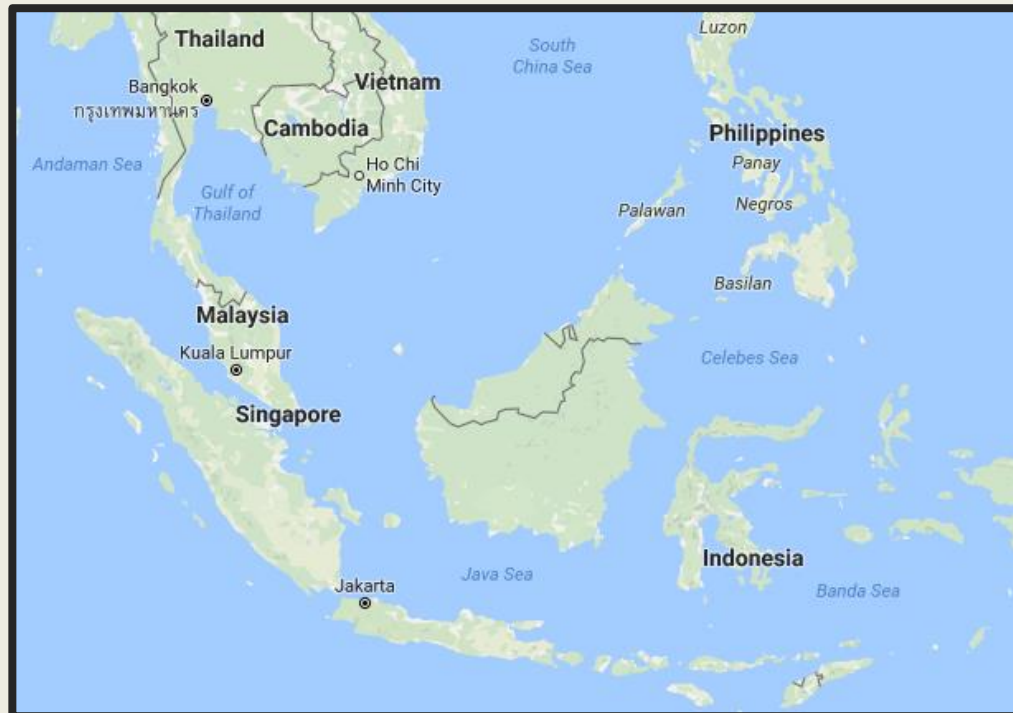 Thailand
Luzon
South
China Sea
Bangkok
กรุงเทพมหานคร
Vietnam
Cambodia
Philippines
Andaman Sea
Panay
Ho Chi
Minh City
Gulf of
Thailand
Palawan
Negros
Basilan
Malaysia
Kuala Lumpur
Celebes Sea
Singapore
Indonesia
Java Sea
Jakarta
Banda Sea